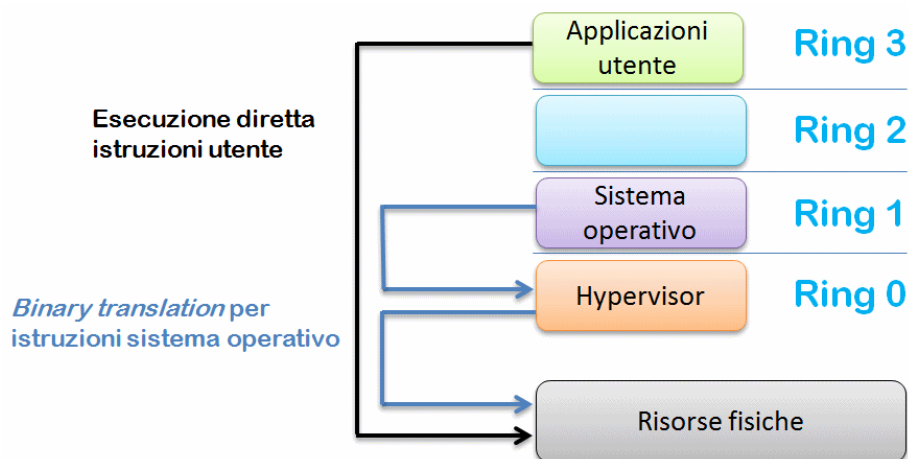 Applicazioni
utente
Ring 3
Esecuzione diretta
istruzioni utente
Ring 2
Sistema
operativo
Ring 1
Binary translation per
istruzioni sistema operativo
Hypervisor
Ring 0
Risorse fisiche